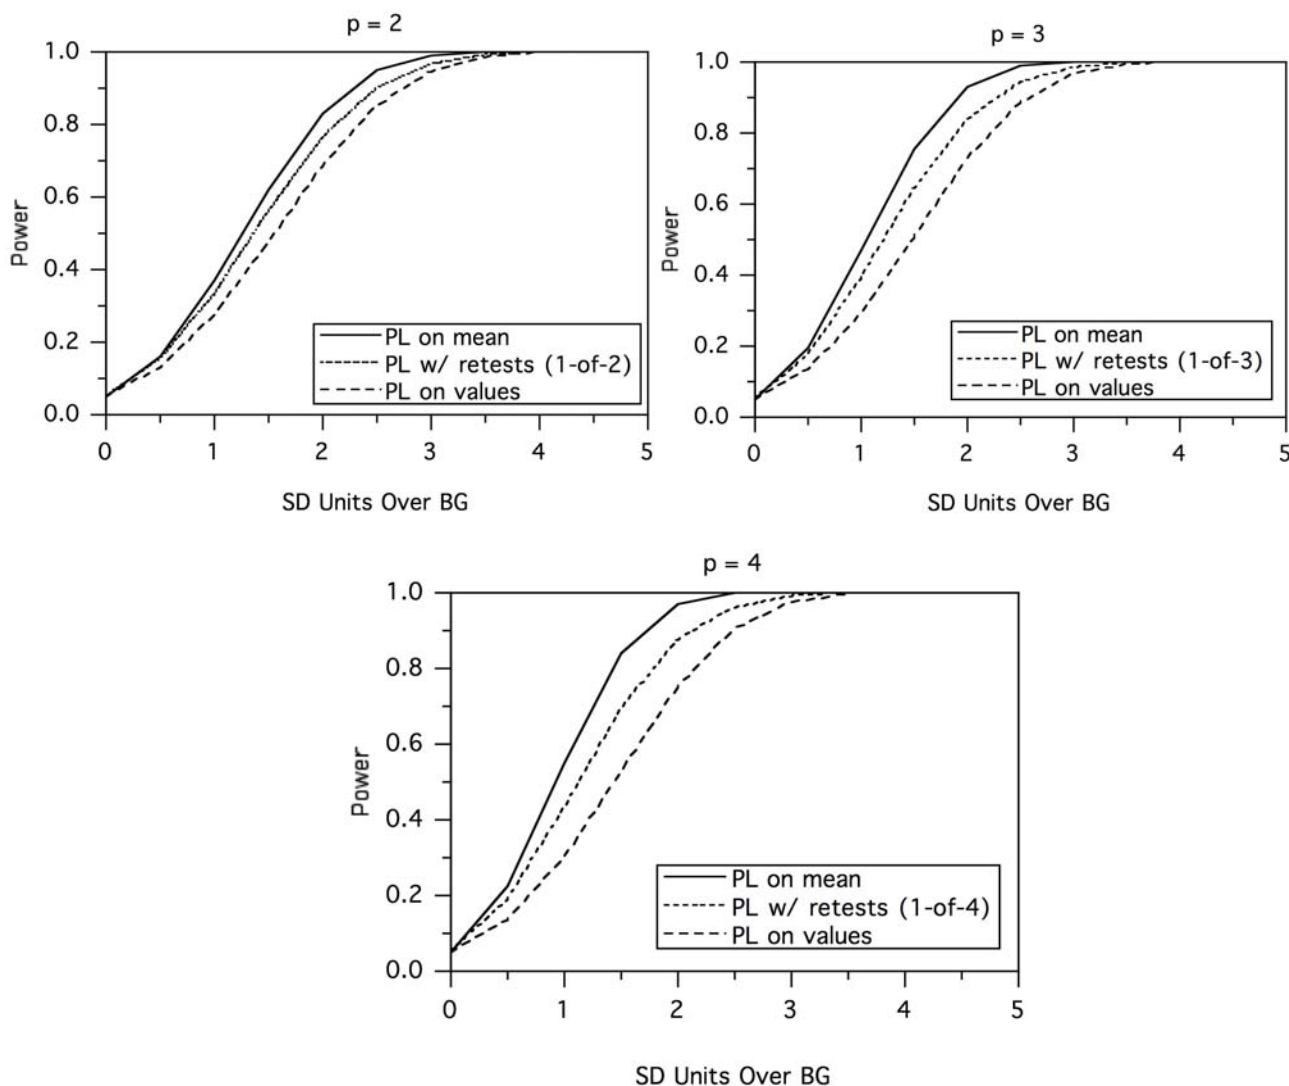 p = 2
1.0
0.8
0.6
0.4
0.2
0.0
Power
PL on mean
PL w/ retests (1-of-2)
PL on values
0 1 2 3 4 5
SD Units Over BG
p = 3
1.0
0.8
0.6
0.4
0.2
0.0
Power
PL on mean
PL w/ retests (1-of-3)
PL on values
0 1 2 3 4 5
SD Units Over BG
p = 4
1.0
0.8
0.6
0.4
0.2
0.0
Power
PL on mean
PL w/ retests (1-of-4)
PL on values
0 1 2 3 4 5
SD Units Over BG